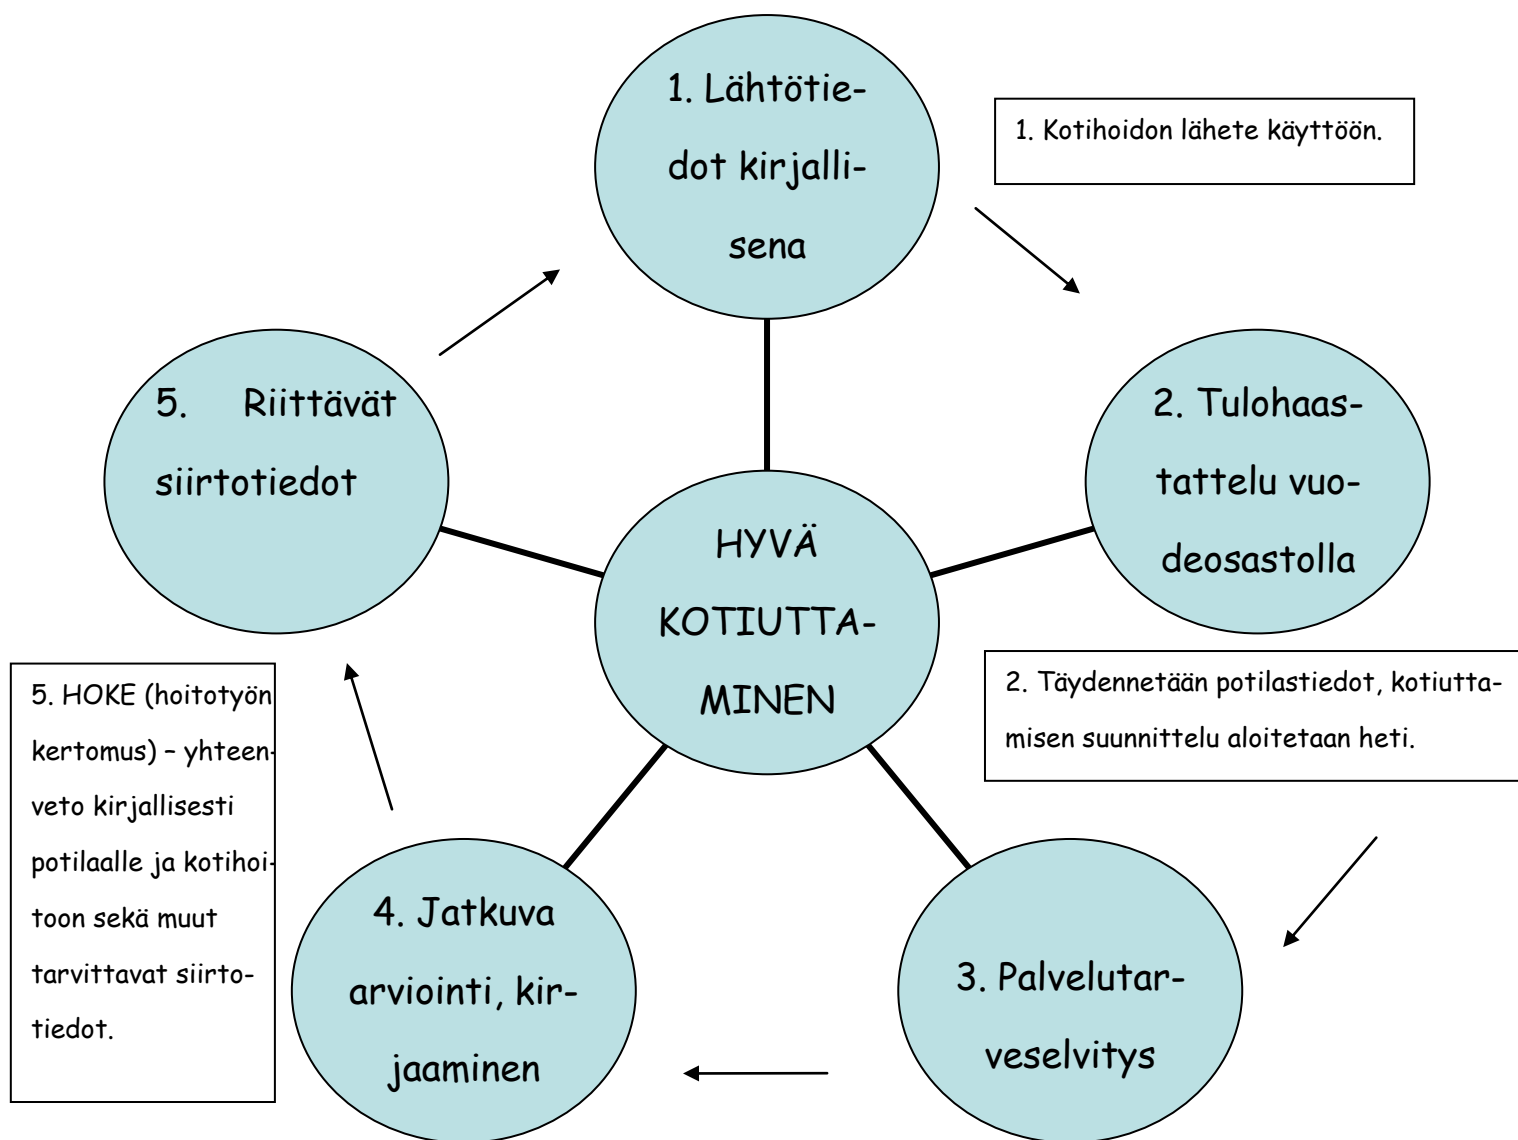 1. Lähtötie-
dot kirjalli-
sena
1. Kotihoidon lähete käyttöön.
2. Tulohaas-
tattelu vuo-
deosastolla
2. Täydennetään potilastiedot, kotiutta-
misen suunnittelu aloitetaan heti.
3. Palvelutar-
veselvitys
4. Jatkuva
arviointi, kir-
jaaminen
5. Riittävät
siirtotiedot
5. HOKE (hoitotyön
kertomus) – yhteen-
veto kirjallisesti
potilaalle ja kotihoi-
toon sekä muut
tarvittavat siirto-
tiedot.
HYVÄ
KOTIUTTA-
MINEN